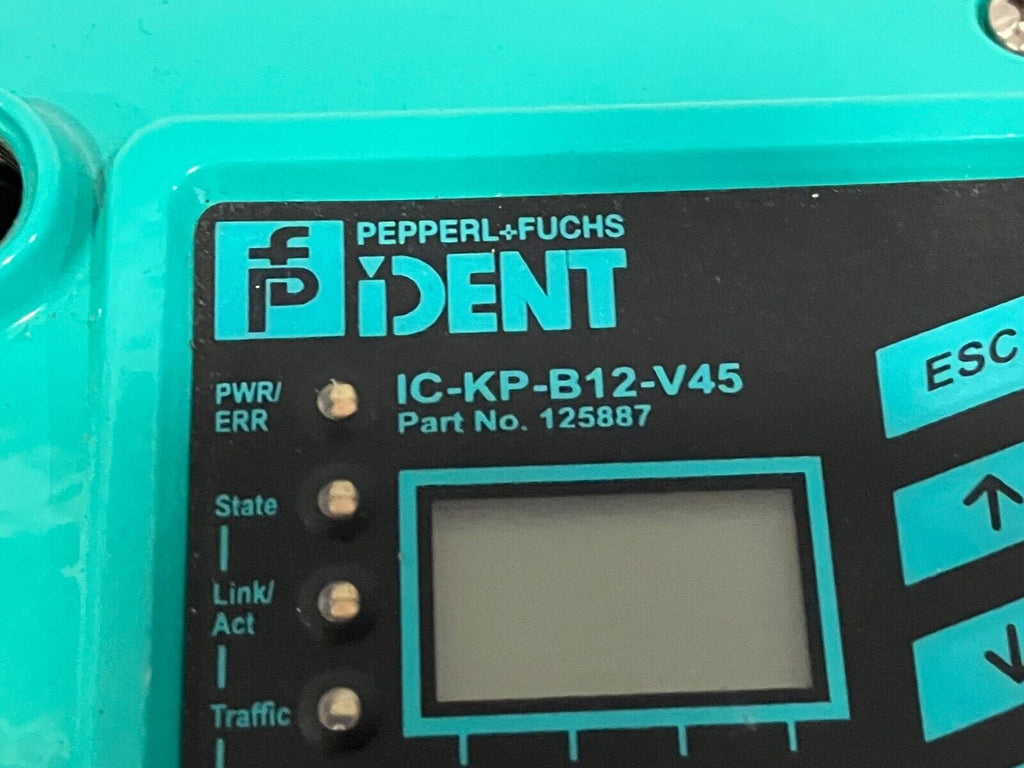 PEPPERL+FUCHS
IDENT
PWR/
ERR
IC-KP-B12-V45
Part No. 125887
ESC
State
Link/
Act
Traffic